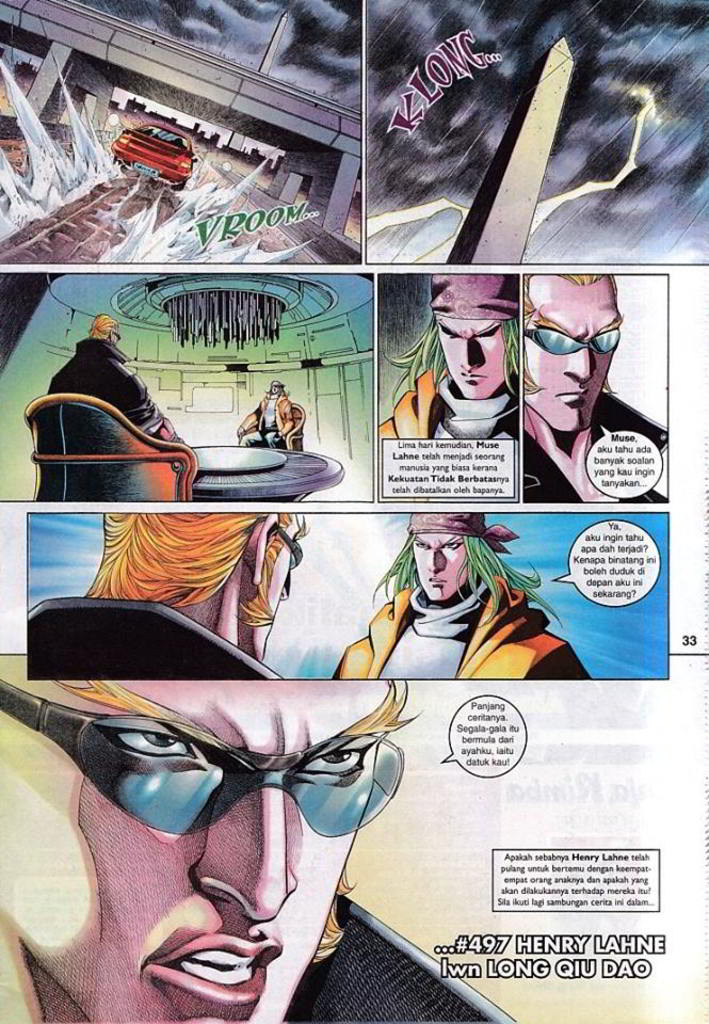 VROOM...
KLONG...
Lima hari kemudian, Muse
Lahne telah menjadi seorang
manusia yang biasa kerana
Kekuatan Tidak Berbatasnya
telah dibatalkan oleh bapanya.
Muse,
aku tahu ada
banyak soalan
yang kau ingin
tanyakan...
Ya,
aku ingin tahu
apa dah terjadi?
Kenapa binatang ini
boleh duduk di
depan aku ini
sekarang?
33
Panjang
ceritanya.
Segala-gala itu
bermula dari
ayahku, iaitu
datuk kau!
Apakah sebabnya Henry Lahne telah
pulang untuk bertemu dengan keempat-
empat orang anaknya dan apakah yang
akan dilakukannya terhadap mereka itu?
Sila ikuti lagi sambungan cerita ini dalam...
...#497 HENRY LAHNE
lwn LONG QIU DAO